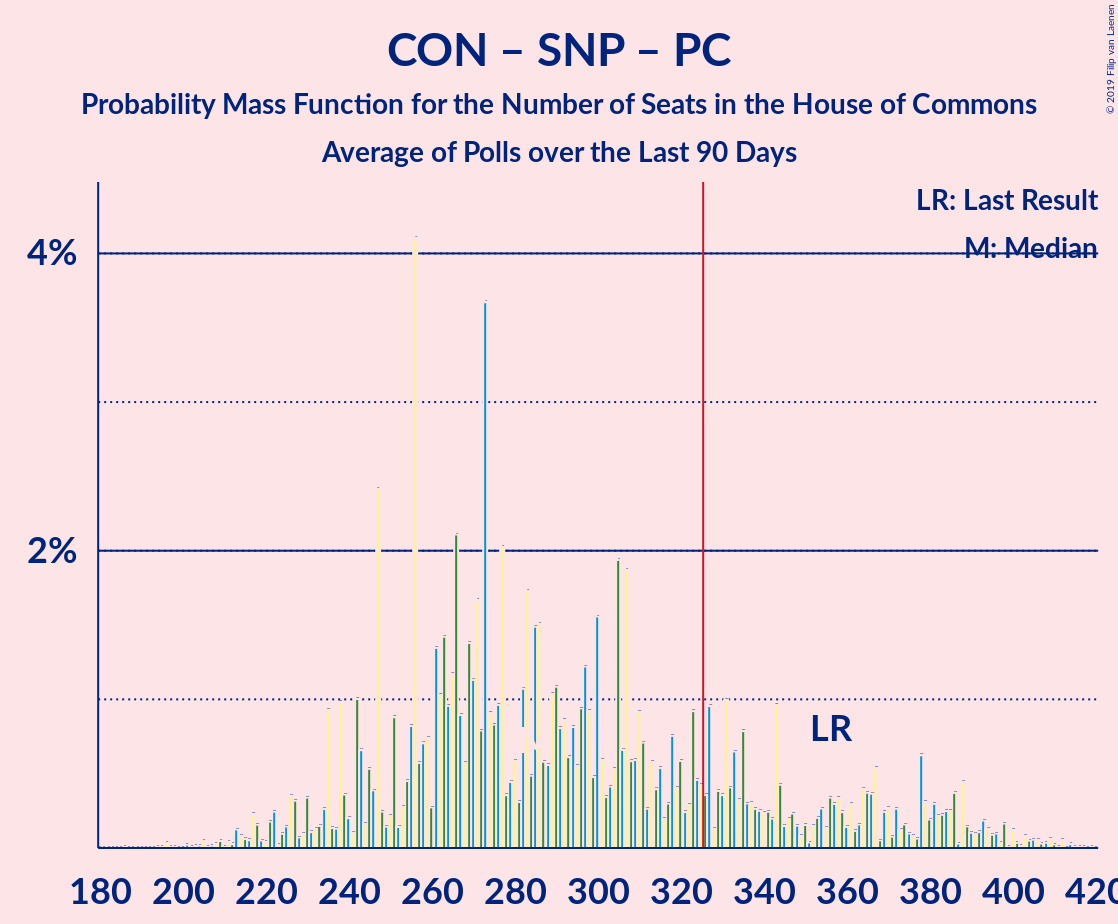 CON – SNP – PC
Probability Mass Function for the Number of Seats in the House of Commons
Average of Polls over the Last 90 Days
© 2019 Filip van Laenen
LR: Last Result
M: Median
4%
2%
LR
180 200 220 240 260 280 300 320 340 360 380 400 420